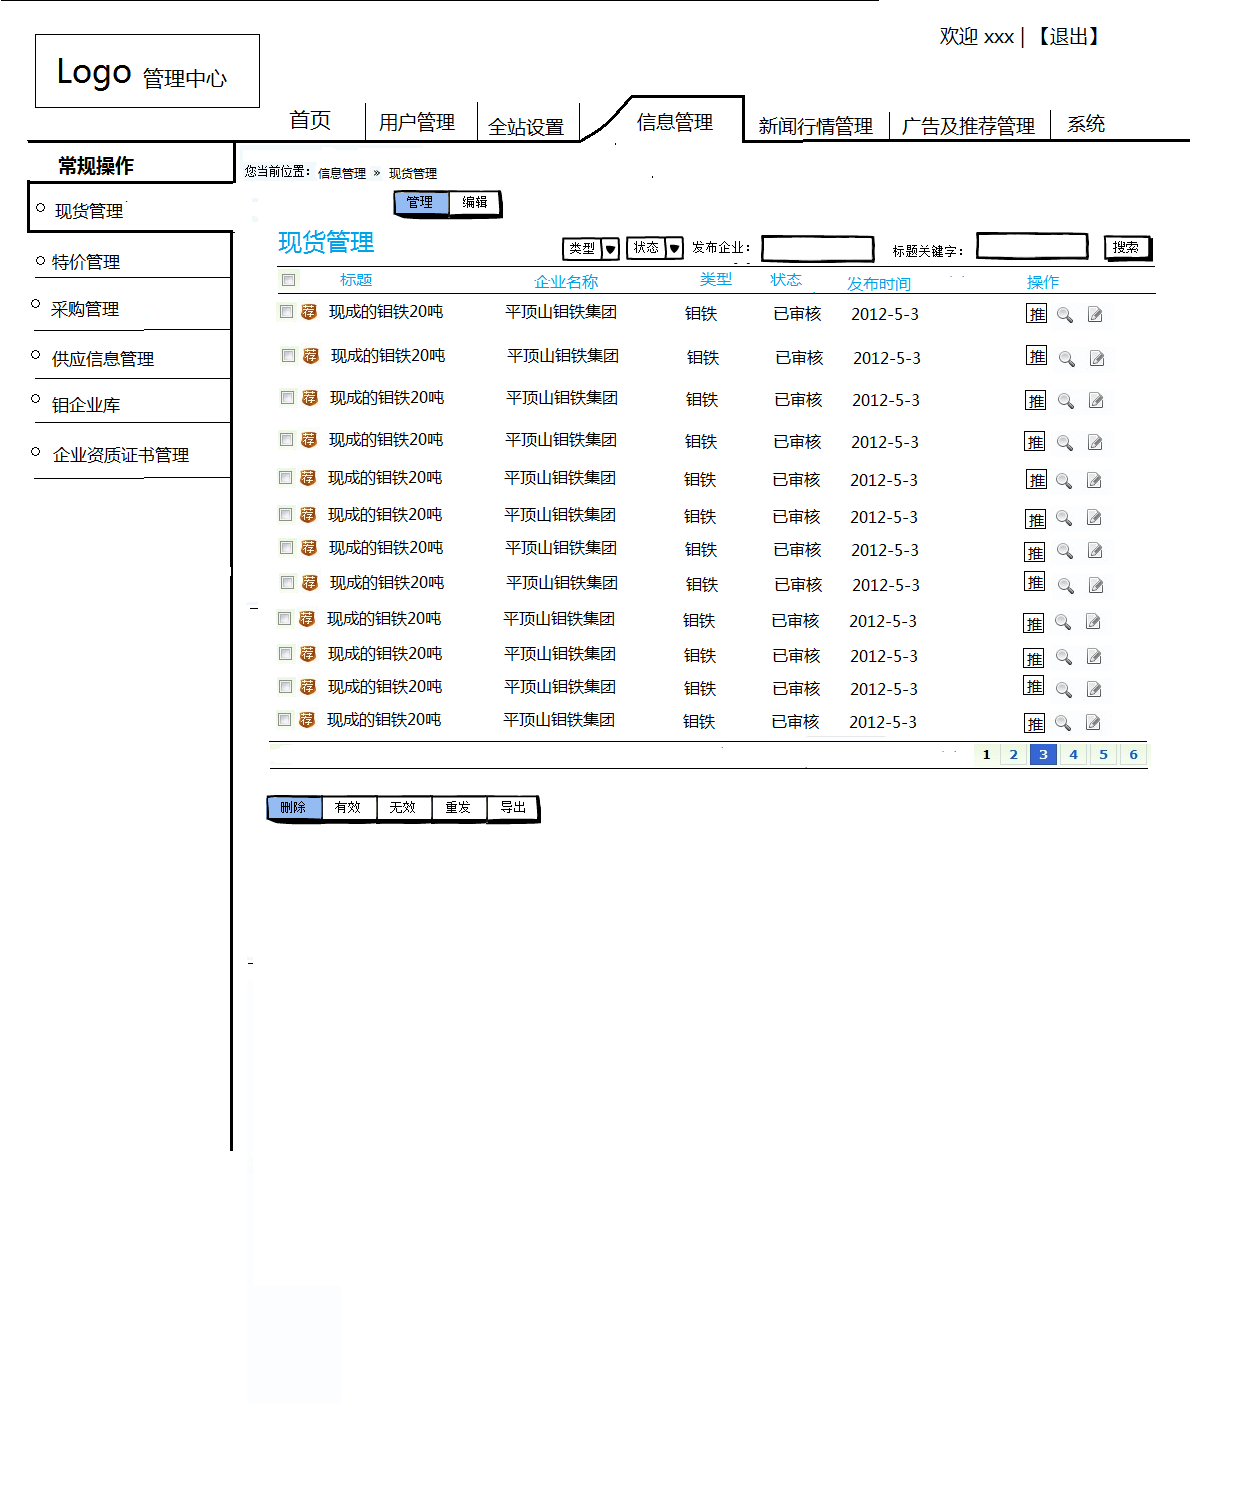 欢迎 xxx | 【退出】
Logo 管理中心
首页 用户管理 全站设置 信息管理 新闻行情管理 广告及推荐管理 系统
常规操作
现货管理
特价管理
采购管理
供应信息管理
钼企业库
企业资质证书管理
您当前位置： 信息管理 » 现货管理
管理 编辑
现货管理 类型 状态 发布企业： 标题关键字： 搜索
标题 企业名称 类型 状态 发布时间 操作
荐 现成的钼铁20吨 平顶山钼铁集团 钼铁 已审核 2012-5-3 推
荐 现成的钼铁20吨 平顶山钼铁集团 钼铁 已审核 2012-5-3 推
荐 现成的钼铁20吨 平顶山钼铁集团 钼铁 已审核 2012-5-3 推
荐 现成的钼铁20吨 平顶山钼铁集团 钼铁 已审核 2012-5-3 推
荐 现成的钼铁20吨 平顶山钼铁集团 钼铁 已审核 2012-5-3 推
荐 现成的钼铁20吨 平顶山钼铁集团 钼铁 已审核 2012-5-3 推
荐 现成的钼铁20吨 平顶山钼铁集团 钼铁 已审核 2012-5-3 推
荐 现成的钼铁20吨 平顶山钼铁集团 钼铁 已审核 2012-5-3 推
荐 现成的钼铁20吨 平顶山钼铁集团 钼铁 已审核 2012-5-3 推
荐 现成的钼铁20吨 平顶山钼铁集团 钼铁 已审核 2012-5-3 推
荐 现成的钼铁20吨 平顶山钼铁集团 钼铁 已审核 2012-5-3 推
荐 现成的钼铁20吨 平顶山钼铁集团 钼铁 已审核 2012-5-3 推
1 2 3 4 5 6
删除 有效 无效 重发 导出